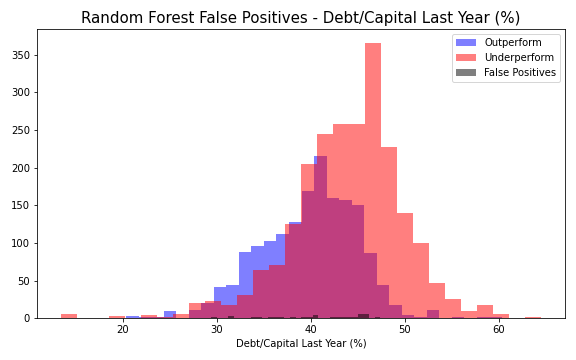 Random Forest False Positives - Debt/Capital Last Year (%)
Outperform
Underperform
False Positives
350
300
250
200
150
100
50
0
20 30 40 50 60
Debt/Capital Last Year (%)